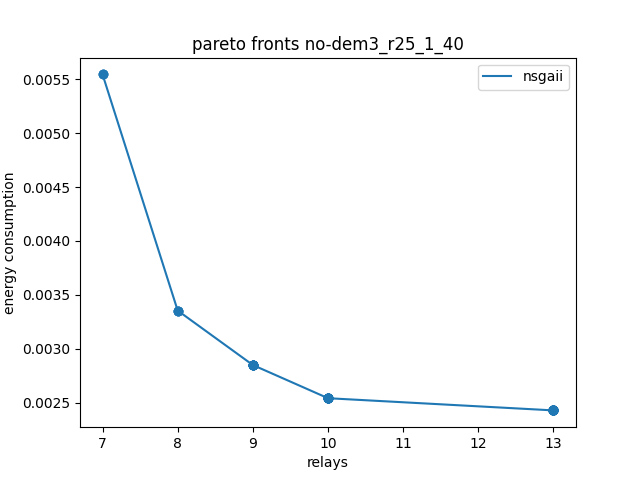 pareto fronts no-dem3_r25_1_40
nsgaii
0.0055
0.0050
0.0045
0.0040
0.0035
0.0030
0.0025
energy consumption
7 8 9 10 11 12 13
relays